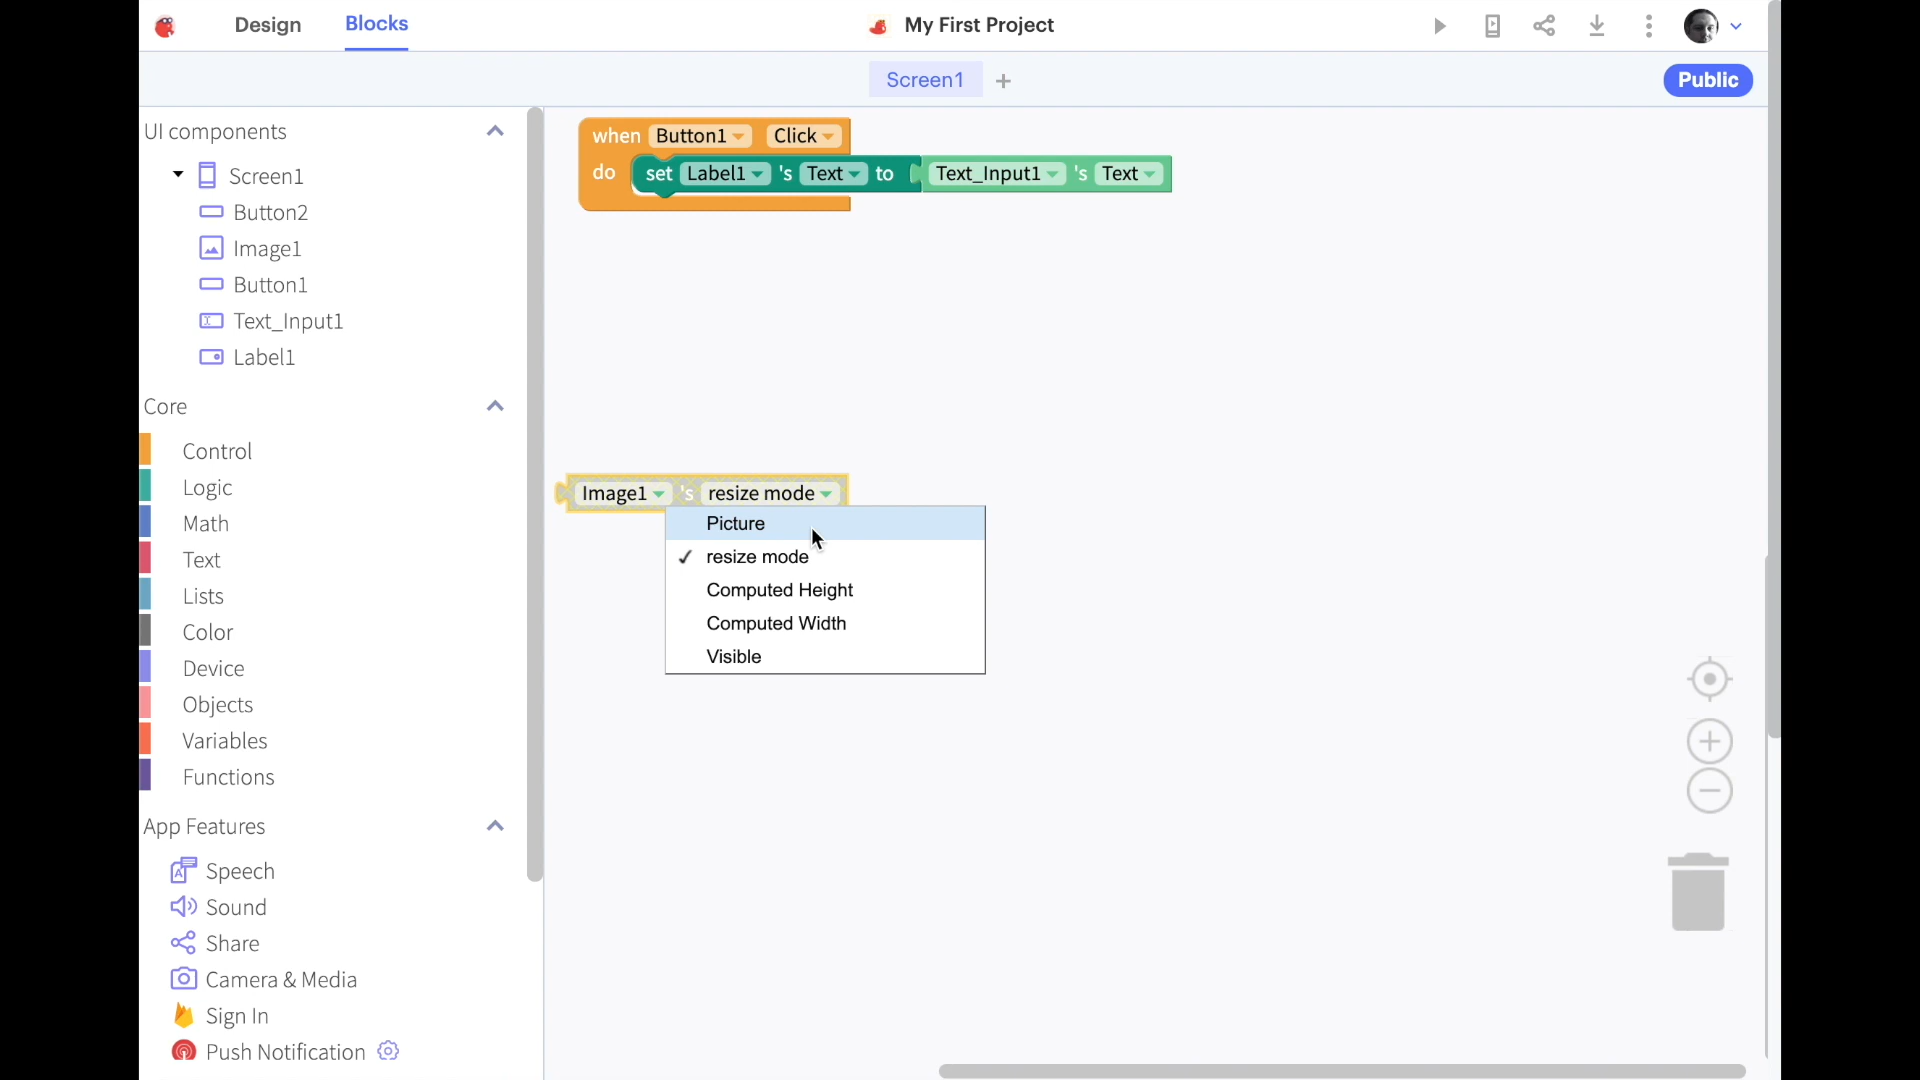 Design
Blocks
My First Project
Screen1
Public
UI components
Screen1
Button2
Image1
Button1
Text_Input1
Label1
Core
Control
Logic
Math
Text
Lists
Color
Device
Objects
Variables
Functions
App Features
Speech
Sound
Share
Camera & Media
Sign In
Push Notification
when Button1 Click
do set Label1 's Text to Text_Input1 's Text
Image1 's resize mode
Picture
✓ resize mode
Computed Height
Computed Width
Visible